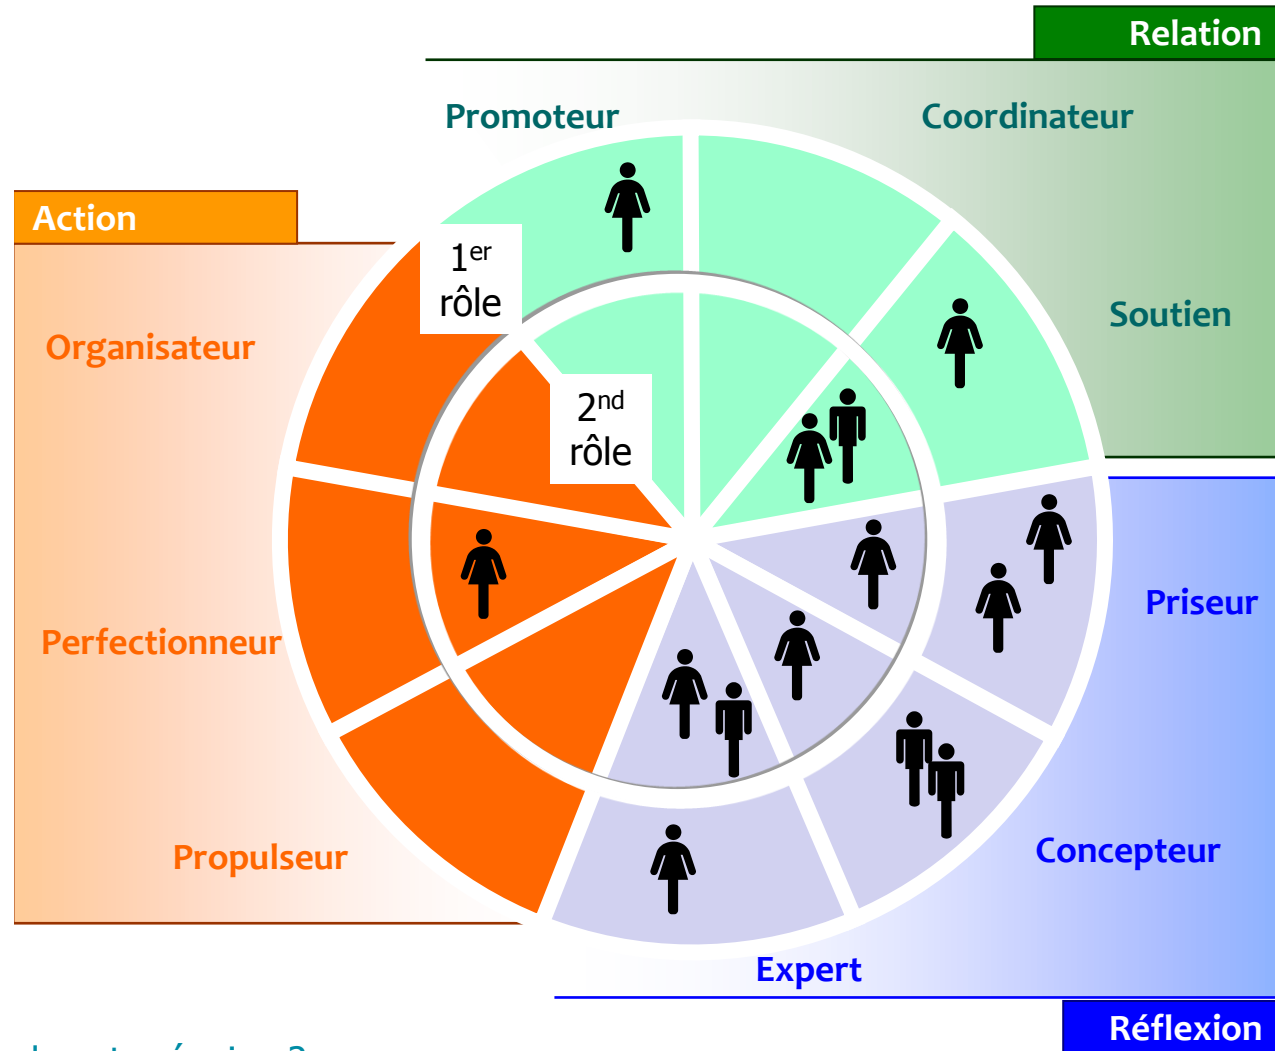 Relation
Promoteur
Coordinateur
Action
1er
rôle
Soutien
Organisateur
2nd
rôle
Priseur
Perfectionneur
Concepteur
Propulseur
Expert
Réflexion